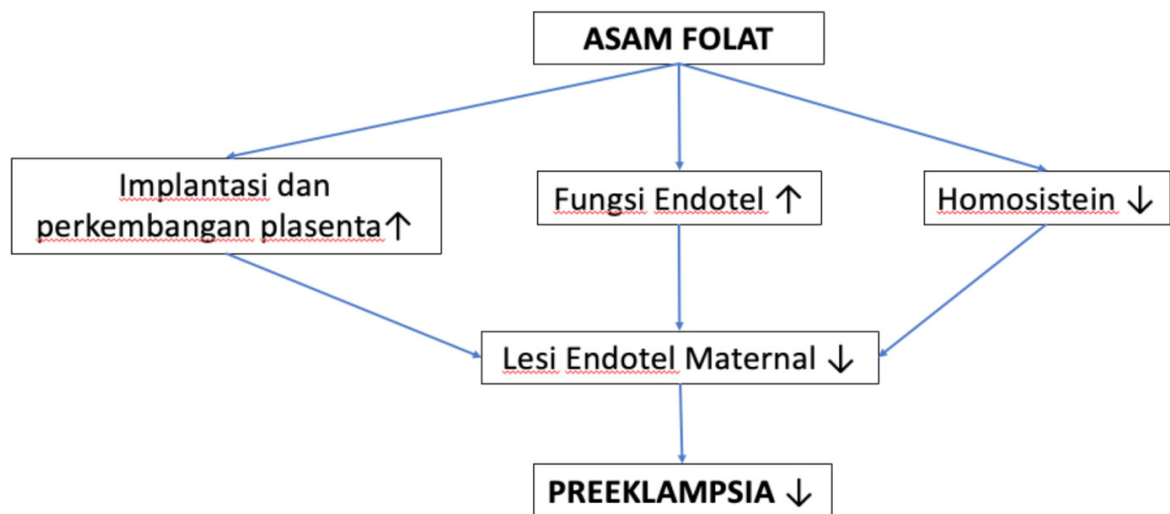 ASAM FOLAT
Implantasi dan
perkembangan plasenta↑
Fungsi Endotel ↑
Homosistein ↓
Lesi Endotel Maternal ↓
PREEKLAMPSIA ↓